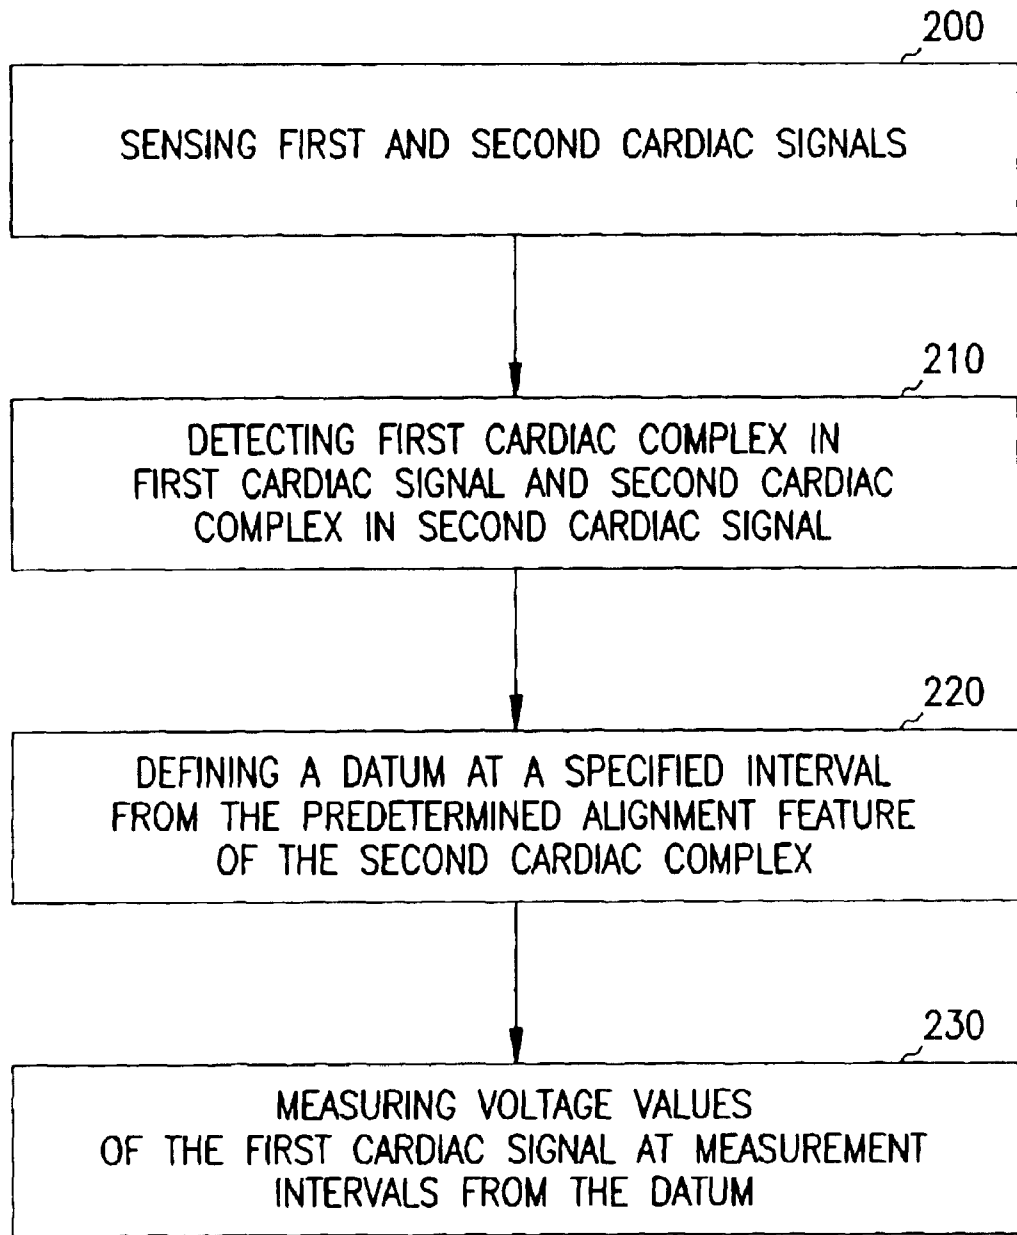 200
SENSING FIRST AND SECOND CARDIAC SIGNALS
210
DETECTING FIRST CARDIAC COMPLEX IN
FIRST CARDIAC SIGNAL AND SECOND CARDIAC
COMPLEX IN SECOND CARDIAC SIGNAL
220
DEFINING A DATUM AT A SPECIFIED INTERVAL
FROM THE PREDETERMINED ALIGNMENT FEATURE
OF THE SECOND CARDIAC COMPLEX
230
MEASURING VOLTAGE VALUES
OF THE FIRST CARDIAC SIGNAL AT MEASUREMENT
INTERVALS FROM THE DATUM